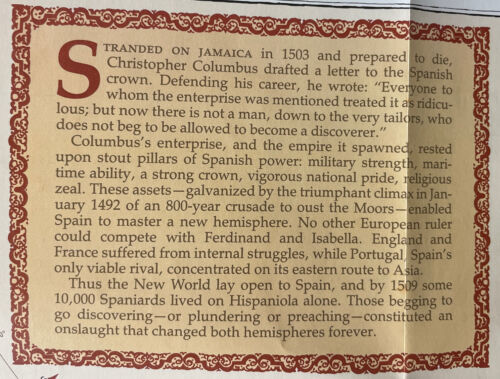 STRANDED ON JAMAICA in 1503 and prepared to die,
Christopher Columbus drafted a letter to the Spanish
crown. Defending his career, he wrote: “Everyone to
whom the enterprise was mentioned treated it as ridicu-
lous; but now there is not a man, down to the very tailors, who
does not beg to be allowed to become a discoverer.”
Columbus’s enterprise, and the empire it spawned, rested
upon stout pillars of Spanish power: military strength, mari-
time ability, a strong crown, vigorous national pride, religious
zeal. These assets—galvanized by the triumphant climax in Jan-
uary 1492 of an 800-year crusade to oust the Moors—enabled
Spain to master a new hemisphere. No other European ruler
could compete with Ferdinand and Isabella. England and
France suffered from internal struggles, while Portugal, Spain’s
only viable rival, concentrated on its eastern route to Asia.
Thus the New World lay open to Spain, and by 1509 some
10,000 Spaniards lived on Hispaniola alone. Those begging to
go discovering—or plundering or preaching—constituted an
onslaught that changed both hemispheres forever.